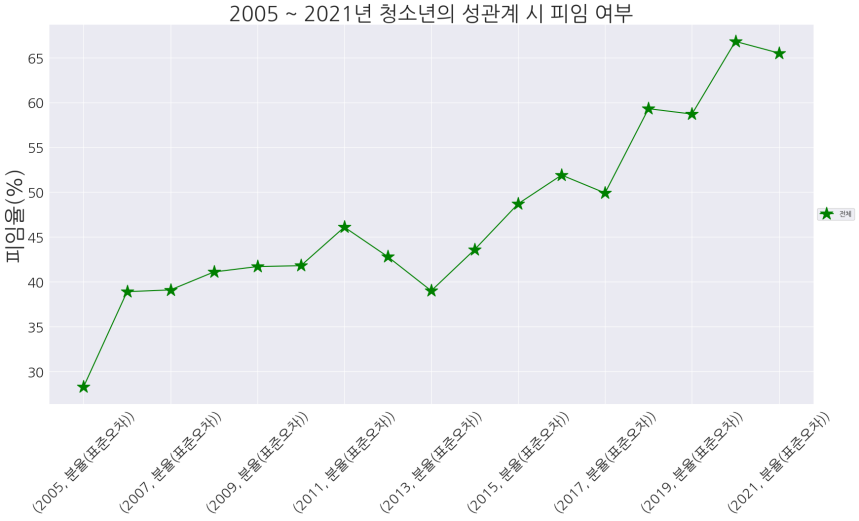 2005 ~ 2021년 청소년의 성관계 시 피임 여부
피임율(%)
65
60
55
50
45
40
35
30
전체
(2005, 분율(표준오차))
(2007, 분율(표준오차))
(2009, 분율(표준오차))
(2011, 분율(표준오차))
(2013, 분율(표준오차))
(2015, 분율(표준오차))
(2017, 분율(표준오차))
(2019, 분율(표준오차))
(2021, 분율(표준오차))